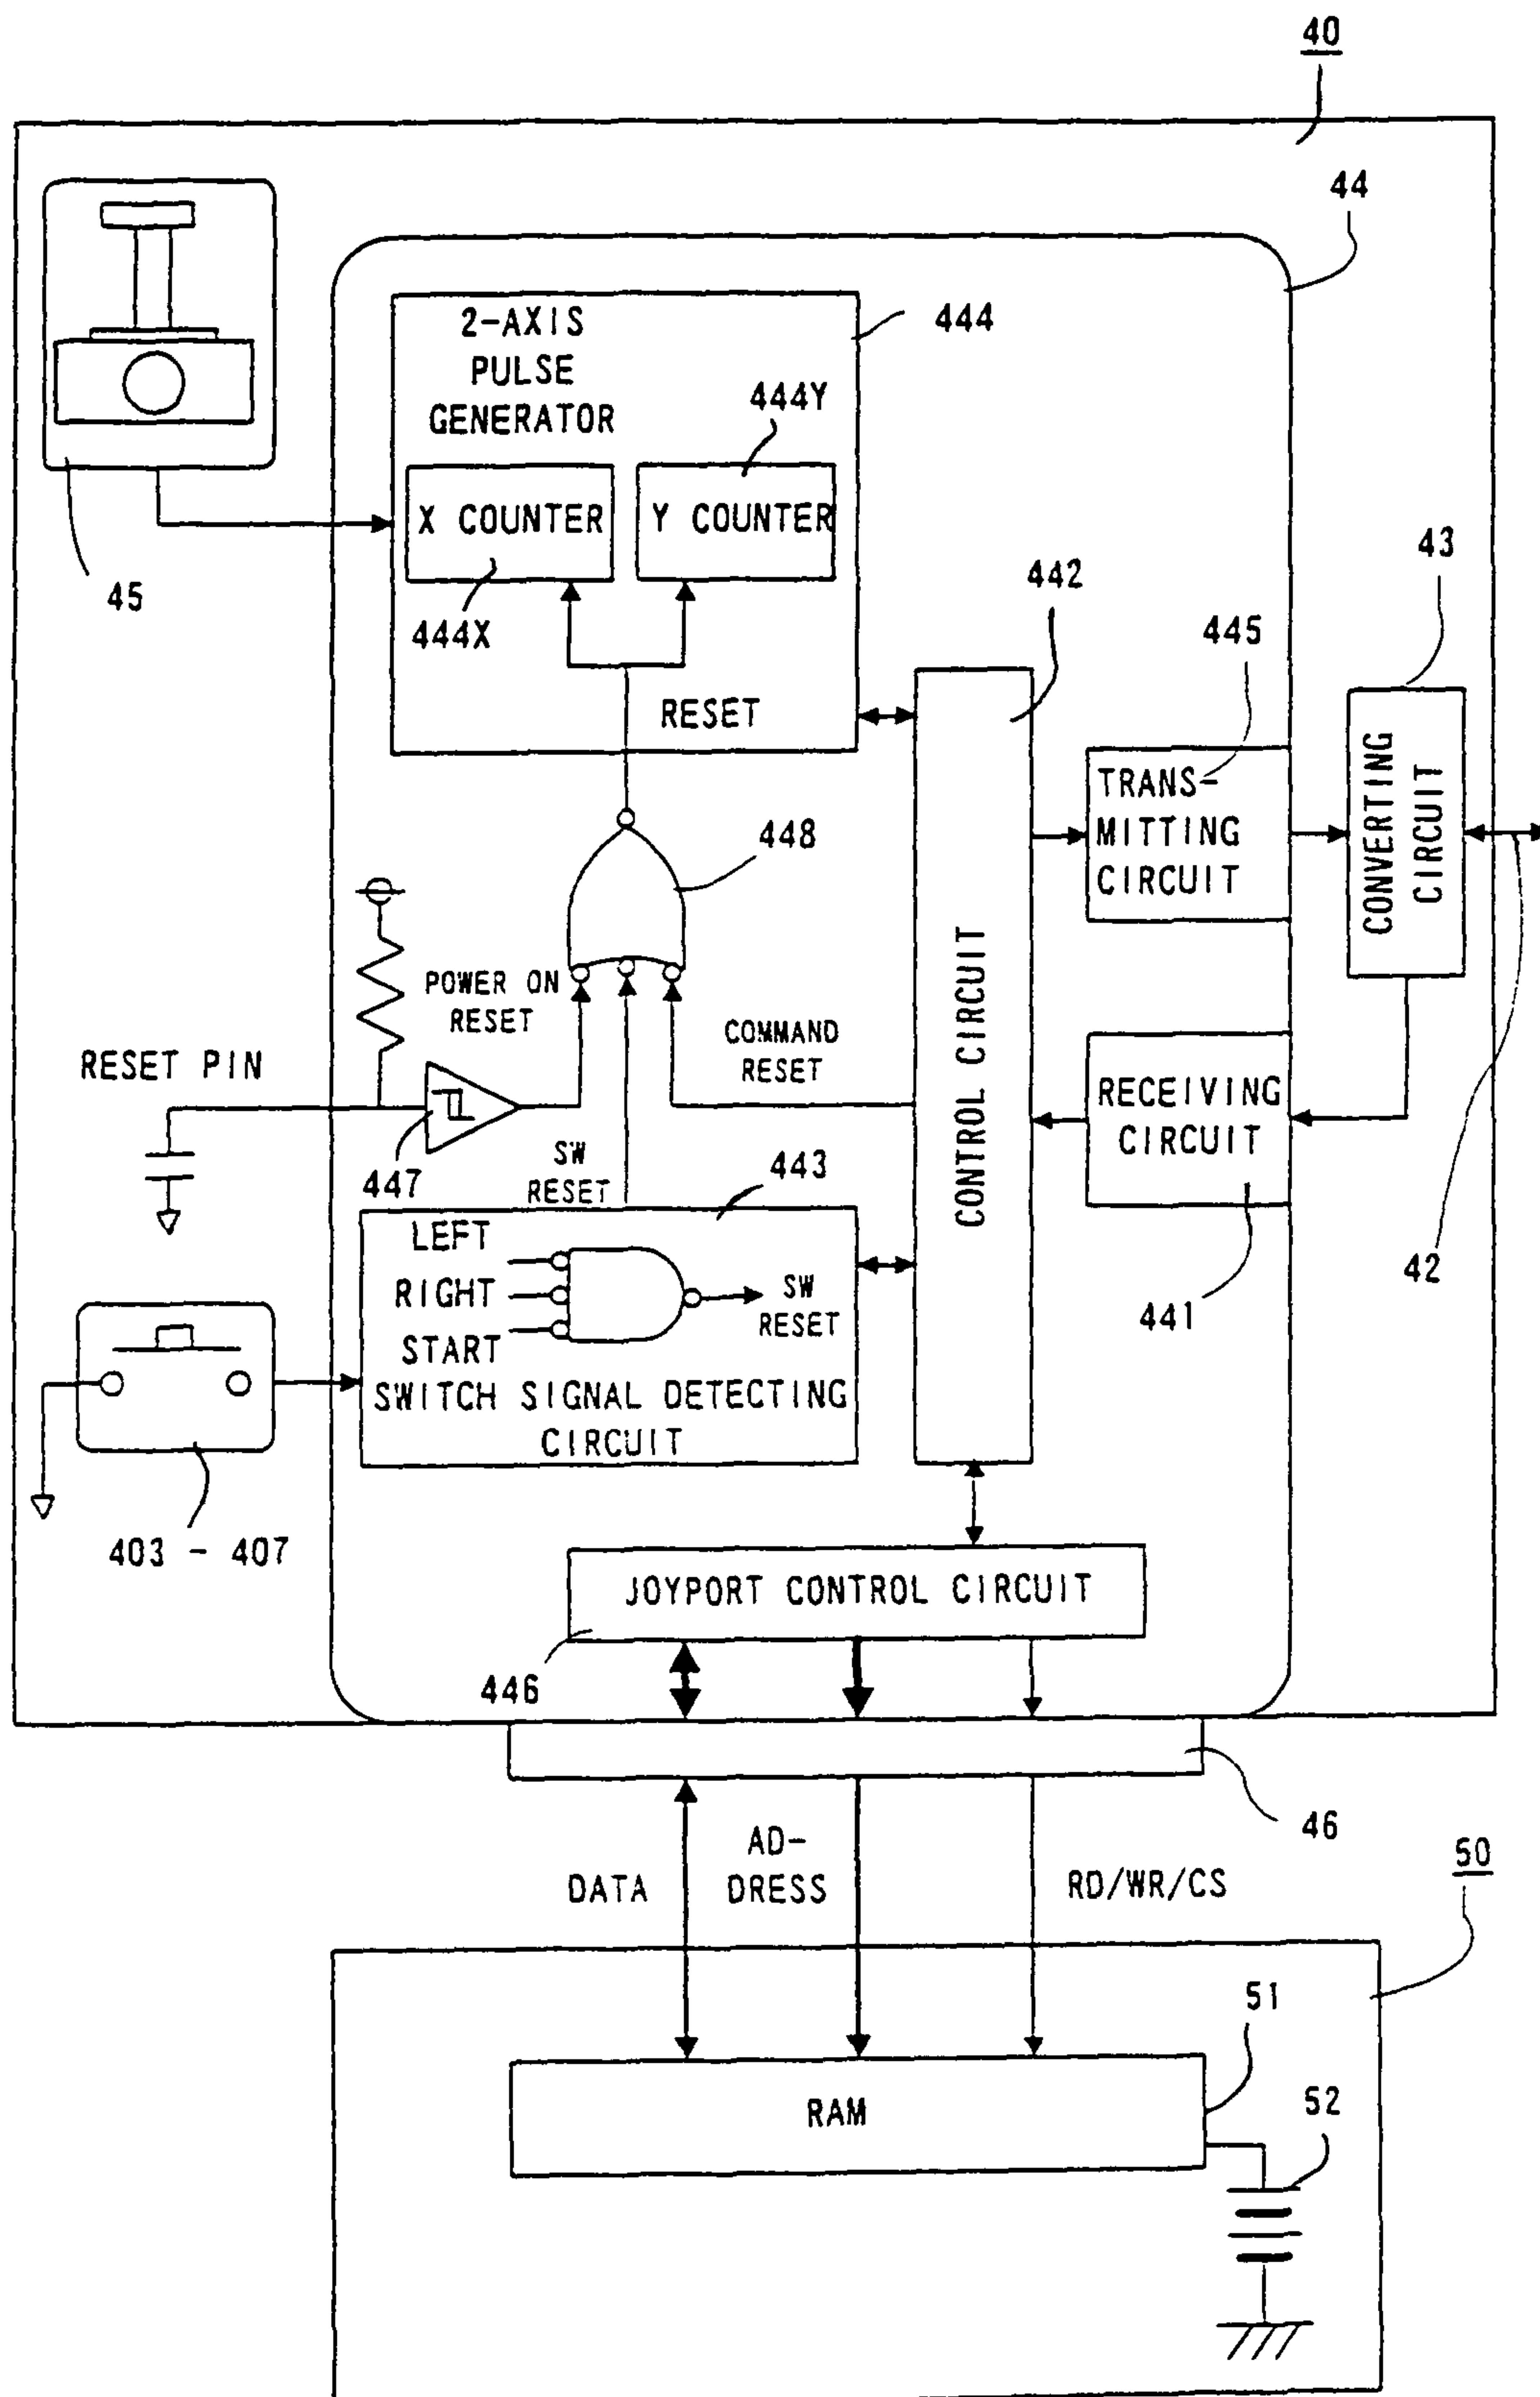 40
44
2-AXIS
PULSE
GENERATOR
444
444Y
X COUNTER
Y COUNTER
45
444X
442
43
445
RESET
TRANS-
MITTING
CIRCUIT
CONVERTING
CIRCUIT
448
POWER ON
RESET
CONTROL CIRCUIT
COMMAND
RESET
RESET PIN
RECEIVING
CIRCUIT
447
SW
RESET
443
LEFT
RIGHT
START
SW
RESET
SWITCH SIGNAL DETECTING
CIRCUIT
42
441
403 - 407
JOYPORT CONTROL CIRCUIT
446
46
DATA
AD-
DRESS
RD/WR/CS
50
51
RAM
52